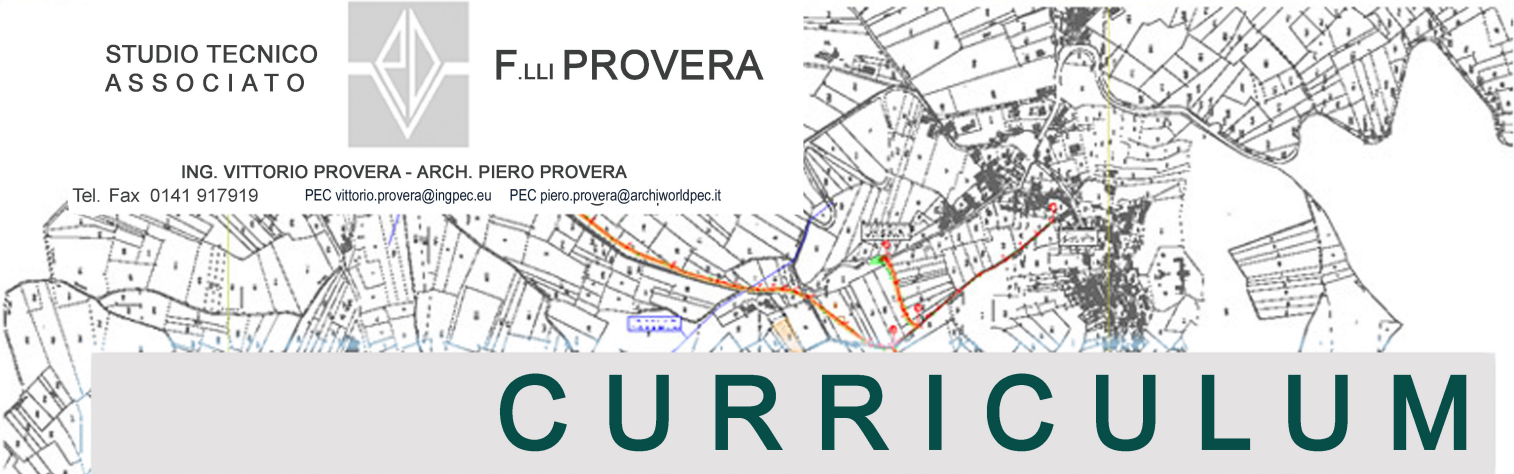 STUDIO TECNICO
ASSOCIATO
F.LLI PROVERA
ING. VITTORIO PROVERA - ARCH. PIERO PROVERA
Tel. Fax 0141 917919 PEC vittorio.provera@ingpec.eu PEC piero.provera@archiworldpec.it
CURRICULUM